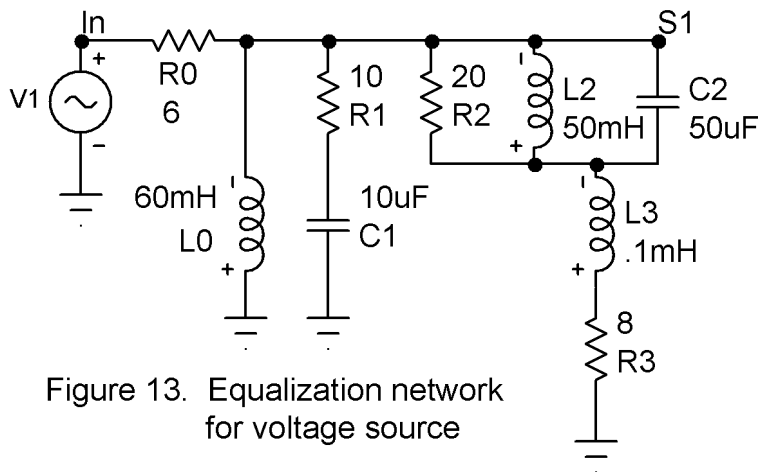 In
S1
+
R0
6
V1
-
10
R1
20
R2
-
L2
50mH
+
C2
50uF
60mH
-
L0
+
10uF
C1
-
L3
.1mH
+
8
R3
Figure 13. Equalization network
for voltage source